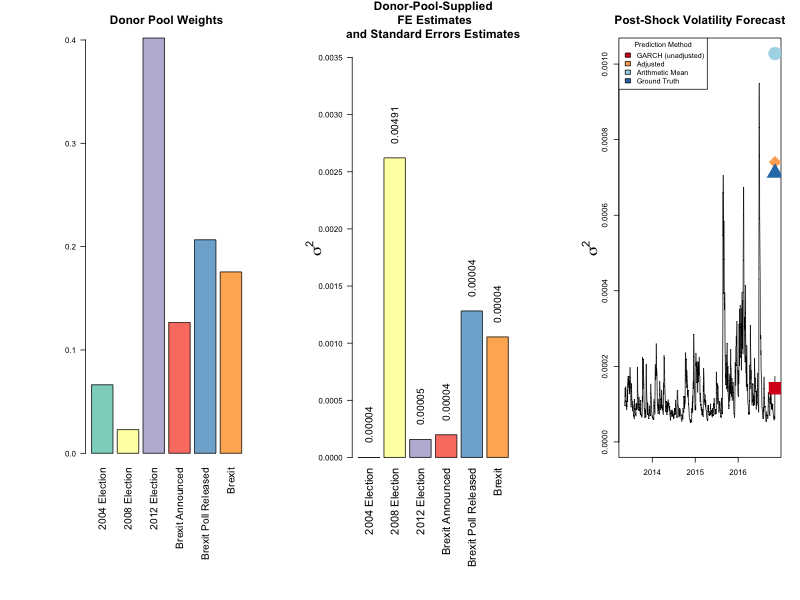 Donor Pool Weights
0.4
0.3
0.2
0.1
0.0
2004 Election
2008 Election
2012 Election
Brexit Announced
Brexit Poll Released
Brexit
Donor-Pool-Supplied
FE Estimates
and Standard Errors Estimates
σ2
0.0035
0.0030
0.0025
0.0020
0.0015
0.0010
0.0005
0.0000
0.00004
0.00491
0.00005
0.00004
0.00004
0.00004
2004 Election
2008 Election
2012 Election
Brexit Announced
Brexit Poll Released
Brexit
Post-Shock Volatility Forecast
σ2
0.0010
0.0008
0.0006
0.0004
0.0002
0.0000
Prediction Method
GARCH (unadjusted)
Adjusted
Arithmetic Mean
Ground Truth
2014
2015
2016